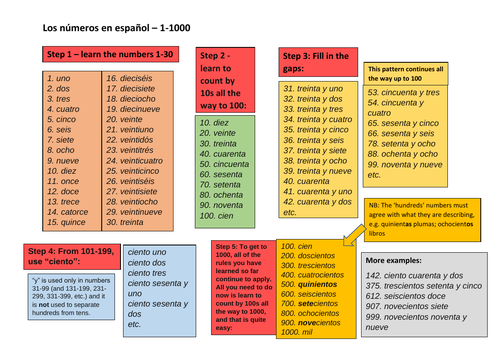 Los números en español – 1-1000
Step 1 – learn the numbers 1-30
1. uno
2. dos
3. tres
4. cuatro
5. cinco
6. seis
7. siete
8. ocho
9. nueve
10. diez
11. once
12. doce
13. trece
14. catorce
15. quince
16. dieciséis
17. diecisiete
18. dieciocho
19. diecinueve
20. veinte
21. veintiuno
22. veintidós
23. veintitrés
24. veinticuatro
25. veinticinco
26. veintiséis
27. veintisiete
28. veintiocho
29. veintinueve
30. treinta
Step 2 -
learn to
count by
10s all the
way to 100:
10. diez
20. veinte
30. treinta
40. cuarenta
50. cincuenta
60. sesenta
70. setenta
80. ochenta
90. noventa
100. cien
Step 3: Fill in the
gaps:
31. treinta y uno
32. treinta y dos
33. treinta y tres
34. treinta y cuatro
35. treinta y cinco
36. treinta y seis
37. treinta y siete
38. treinta y ocho
39. treinta y nueve
40. cuarenta
41. cuarenta y uno
42. cuarenta y dos
etc.
This pattern continues all
the way up to 100
53. cincuenta y tres
54. cincuenta y
cuatro
65. sesenta y cinco
66. sesenta y seis
78. setenta y ocho
88. ochenta y ocho
99. noventa y nueve
etc.
NB: The 'hundreds' numbers must
agree with what they are describing,
e.g. quinientas plumas; ochocientos
libros
Step 4: From 101-199,
use "ciento":
"y" is used only in numbers
31-99 (and 131-199, 231-
299, 331-399, etc.) and it
is not used to separate
hundreds from tens.
ciento uno
ciento dos
ciento tres
ciento sesenta y
uno
ciento sesenta y
dos
etc.
Step 5: To get to
1000, all of the
rules you have
learned so far
continue to apply.
All you need to do
now is learn to
count by 100s all
the way to 1000,
and that is quite
easy:
100. cien
200. doscientos
300. trescientos
400. cuatrocientos
500. quinientos
600. seiscientos
700. setecientos
800. ochocientos
900. novecientos
1000. mil
More examples:
142. ciento cuarenta y dos
375. trescientos setenta y cinco
612. seiscientos doce
907. novecientos siete
999. novecientos noventa y
nueve